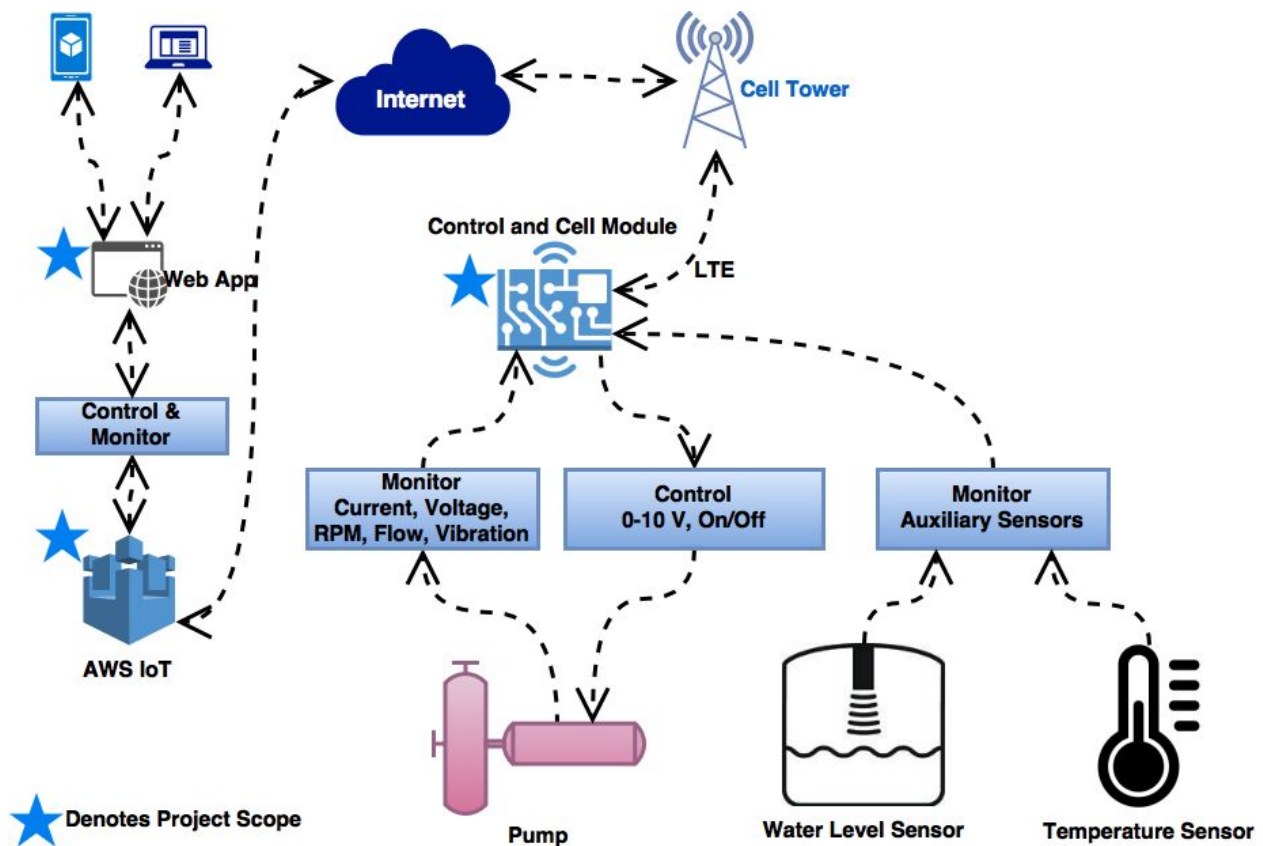 Internet
Cell Tower
Control and Cell Module
Web App
LTE
Control &
Monitor
Monitor
Current, Voltage,
RPM, Flow, Vibration
Control
0-10 V, On/Off
Monitor
Auxiliary Sensors
AWS IoT
Denotes Project Scope
Pump
Water Level Sensor
Temperature Sensor